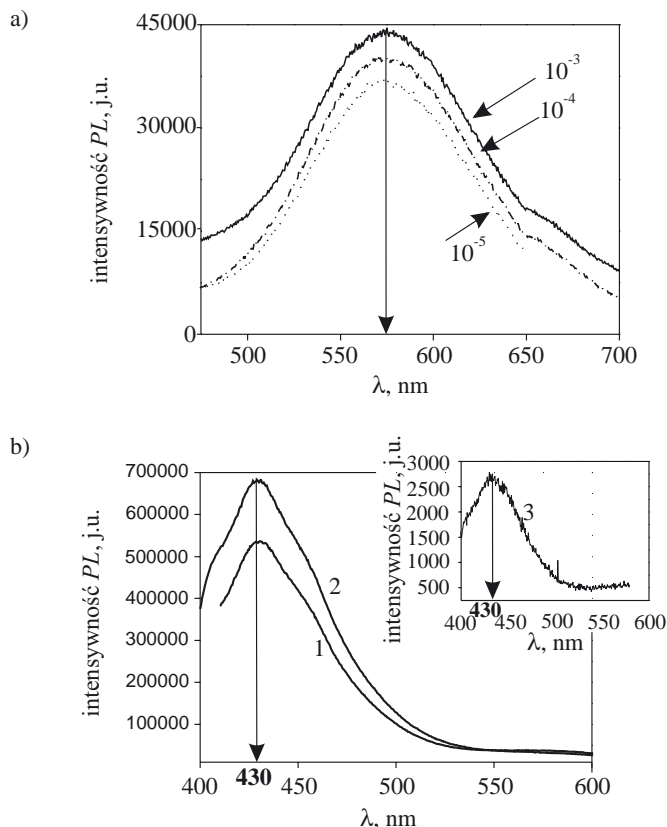 a)
intensywność PL, j.u.
45000
30000
15000
0
10-3
10-4
10-5
500 550 600 650 700
λ, nm
b)
intensywność PL, j.u.
700000
600000
500000
400000
300000
200000
100000
2
1
400 430 450 500 550 600
λ, nm
intensywność PL, j.u.
3000
2500
2000
1500
1000
500
3
400 430 450 500 550 600
λ, nm